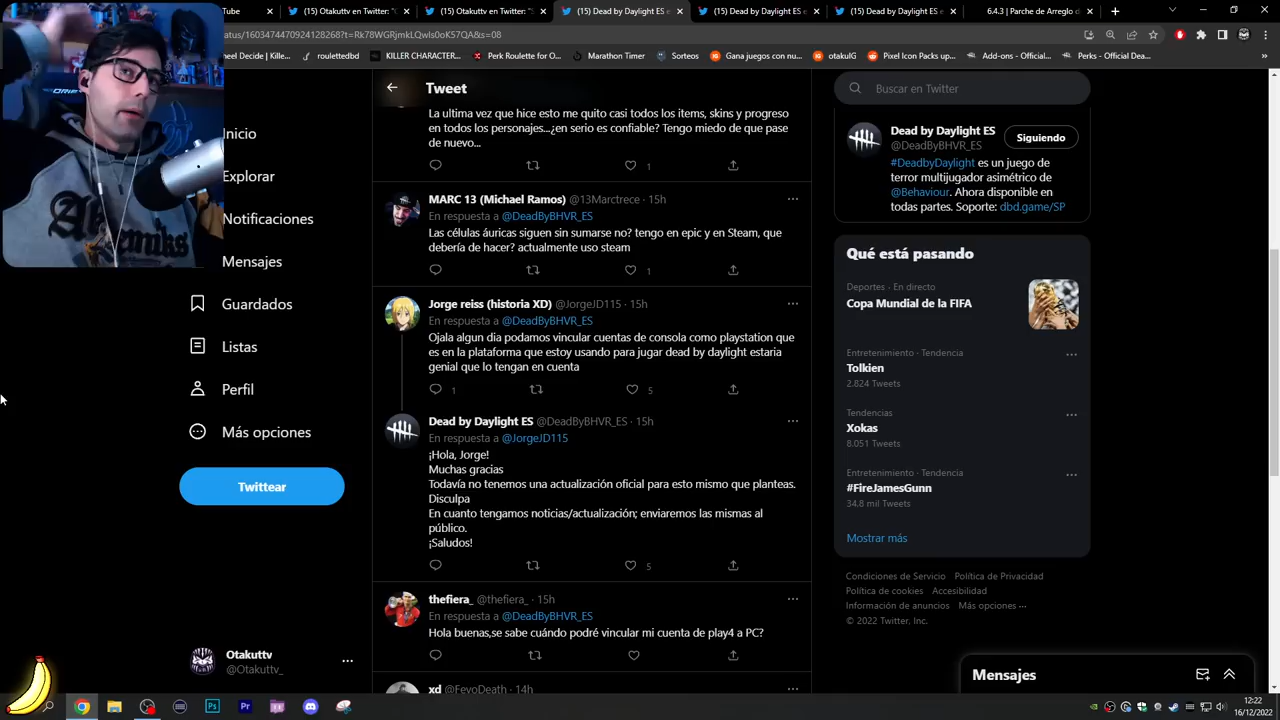 Tube
(15) Otakuttv en Twitter: "
(15) Otakuttv en Twitter: "S
(15) Dead by Daylight ES e
(15) Dead by Daylight ES e
(15) Dead by Daylight ES e
6.4.3 | Parche de Arreglo d
tatus/1603474470924128268?t=Rk78WGRjmkLQwls0oK57QA&s=08
eel Decide | Kille...
roulettedbd
KILLER CHARACTER...
Perk Roulette for O...
Marathon Timer
Sorteos
Gana juegos con nu...
otakulG
Pixel Icon Packs up...
Add-ons - Official...
Perks - Official Dea...
Inicio
Explorar
Notificaciones
Mensajes
Guardados
Listas
Perfil
Más opciones
Twittear
Otakuttv
@Otakuttv_
Tweet
La ultima vez que hice esto me quito casi todos los items, skins y progreso
en todos los personajes...¿en serio es confiable? Tengo miedo de que pase
de nuevo...
1
MARC 13 (Michael Ramos) @13Marctrece · 15h
En respuesta a @DeadByBHVR_ES
Las células áuricas siguen sin sumarse no? tengo en epic y en Steam, que
debería de hacer? actualmente uso steam
1
Jorge reiss (historia XD) @JorgeJD115 · 15h
En respuesta a @DeadByBHVR_ES
Ojala algun dia podamos vincular cuentas de consola como playstation que
es en la plataforma que estoy usando para jugar dead by daylight estaria
genial que lo tengan en cuenta
1 5
Dead by Daylight ES @DeadByBHVR_ES · 15h
En respuesta a @JorgeJD115
¡Hola, Jorge!
Muchas gracias
Todavía no tenemos una actualización oficial para esto mismo que planteas.
Disculpa
En cuanto tengamos noticias/actualización; enviaremos las mismas al
público.
¡Saludos!
5
thefiera_ @thefiera_ · 15h
En respuesta a @DeadByBHVR_ES
Hola buenas,se sabe cuándo podré vincular mi cuenta de play4 a PC?
xd @FeyoDeath · 14h
Buscar en Twitter
Dead by Daylight ES
@DeadByBHVR_ES
Siguiendo
#DeadbyDaylight es un juego de
terror multijugador asimétrico de
@Behaviour. Ahora disponible en
todas partes. Soporte: dbd.game/SP
Qué está pasando
Deportes · En directo
Copa Mundial de la FIFA
Entretenimiento · Tendencia
Tolkien
2.824 Tweets
Tendencias
Xokas
8.051 Tweets
Entretenimiento · Tendencia
#FireJamesGunn
34,8 mil Tweets
Mostrar más
Condiciones de Servicio Política de Privacidad
Política de cookies Accesibilidad
Información de anuncios Más opciones ···
© 2022 Twitter, Inc.
Mensajes
12:22
16/12/2022